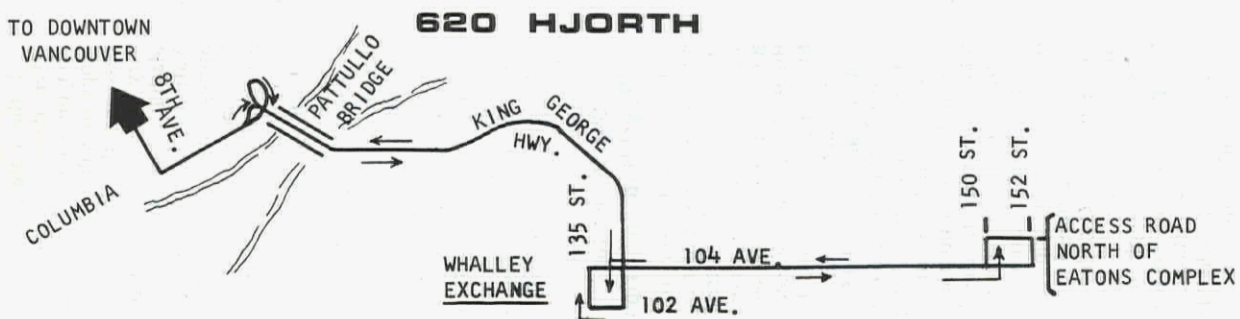 620 HJORTH
TO DOWNTOWN
VANCOUVER
8TH AVE.
PATTULLO
BRIDGE
COLUMBIA
KING GEORGE
HWY.
135 ST.
WHALLEY
EXCHANGE
104 AVE.
102 AVE.
150 ST.
152 ST.
ACCESS ROAD
NORTH OF
EATONS COMPLEX